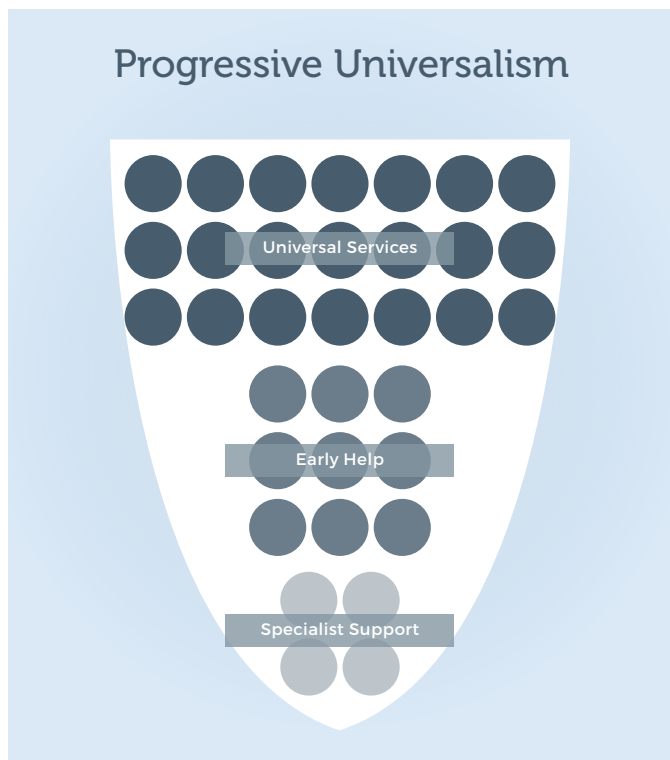 Progressive Universalism
Universal Services
Early Help
Specialist Support